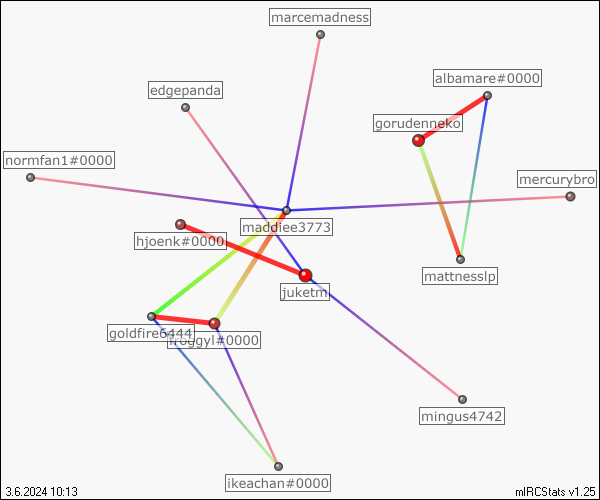 marcemadness
albamare#0000
edgepanda
gorudenneko
normfan1#0000
mercurybro
maddiee3773
hjoenk#0000
mattnesslp
juketm
goldfire6444
froggyl#0000
mingus4742
ikeachan#0000
3.6.2024 10:13
mIRCStats v1.25